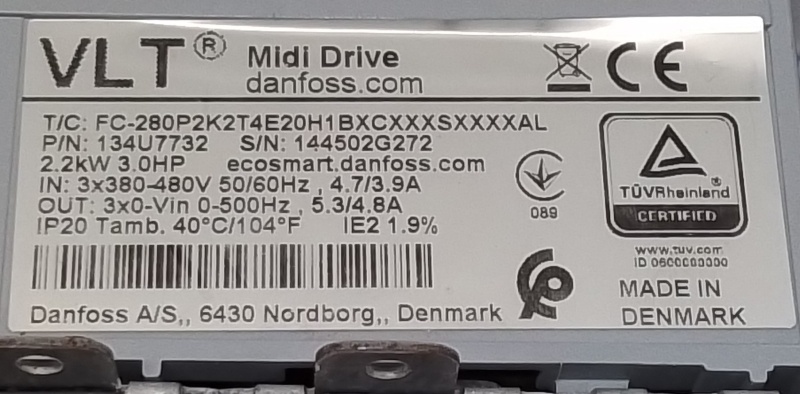 VLT® Midi Drive
danfoss.com
CE
T/C: FC-280P2K2T4E20H1BXCXXXSXXXXAL
P/N: 134U7732 S/N: 144502G272
2.2kW 3.0HP ecosmart.danfoss.com
IN: 3x380-480V 50/60Hz , 4.7/3.9A
OUT: 3x0-Vin 0-500Hz , 5.3/4.8A
IP20 Tamb. 40°C/104°F IE2 1.9%
089
TÜVRheinland®
CERTIFIED
www.tuv.com
ID 0600000000
Danfoss A/S,, 6430 Nordborg,, Denmark
MADE IN
DENMARK